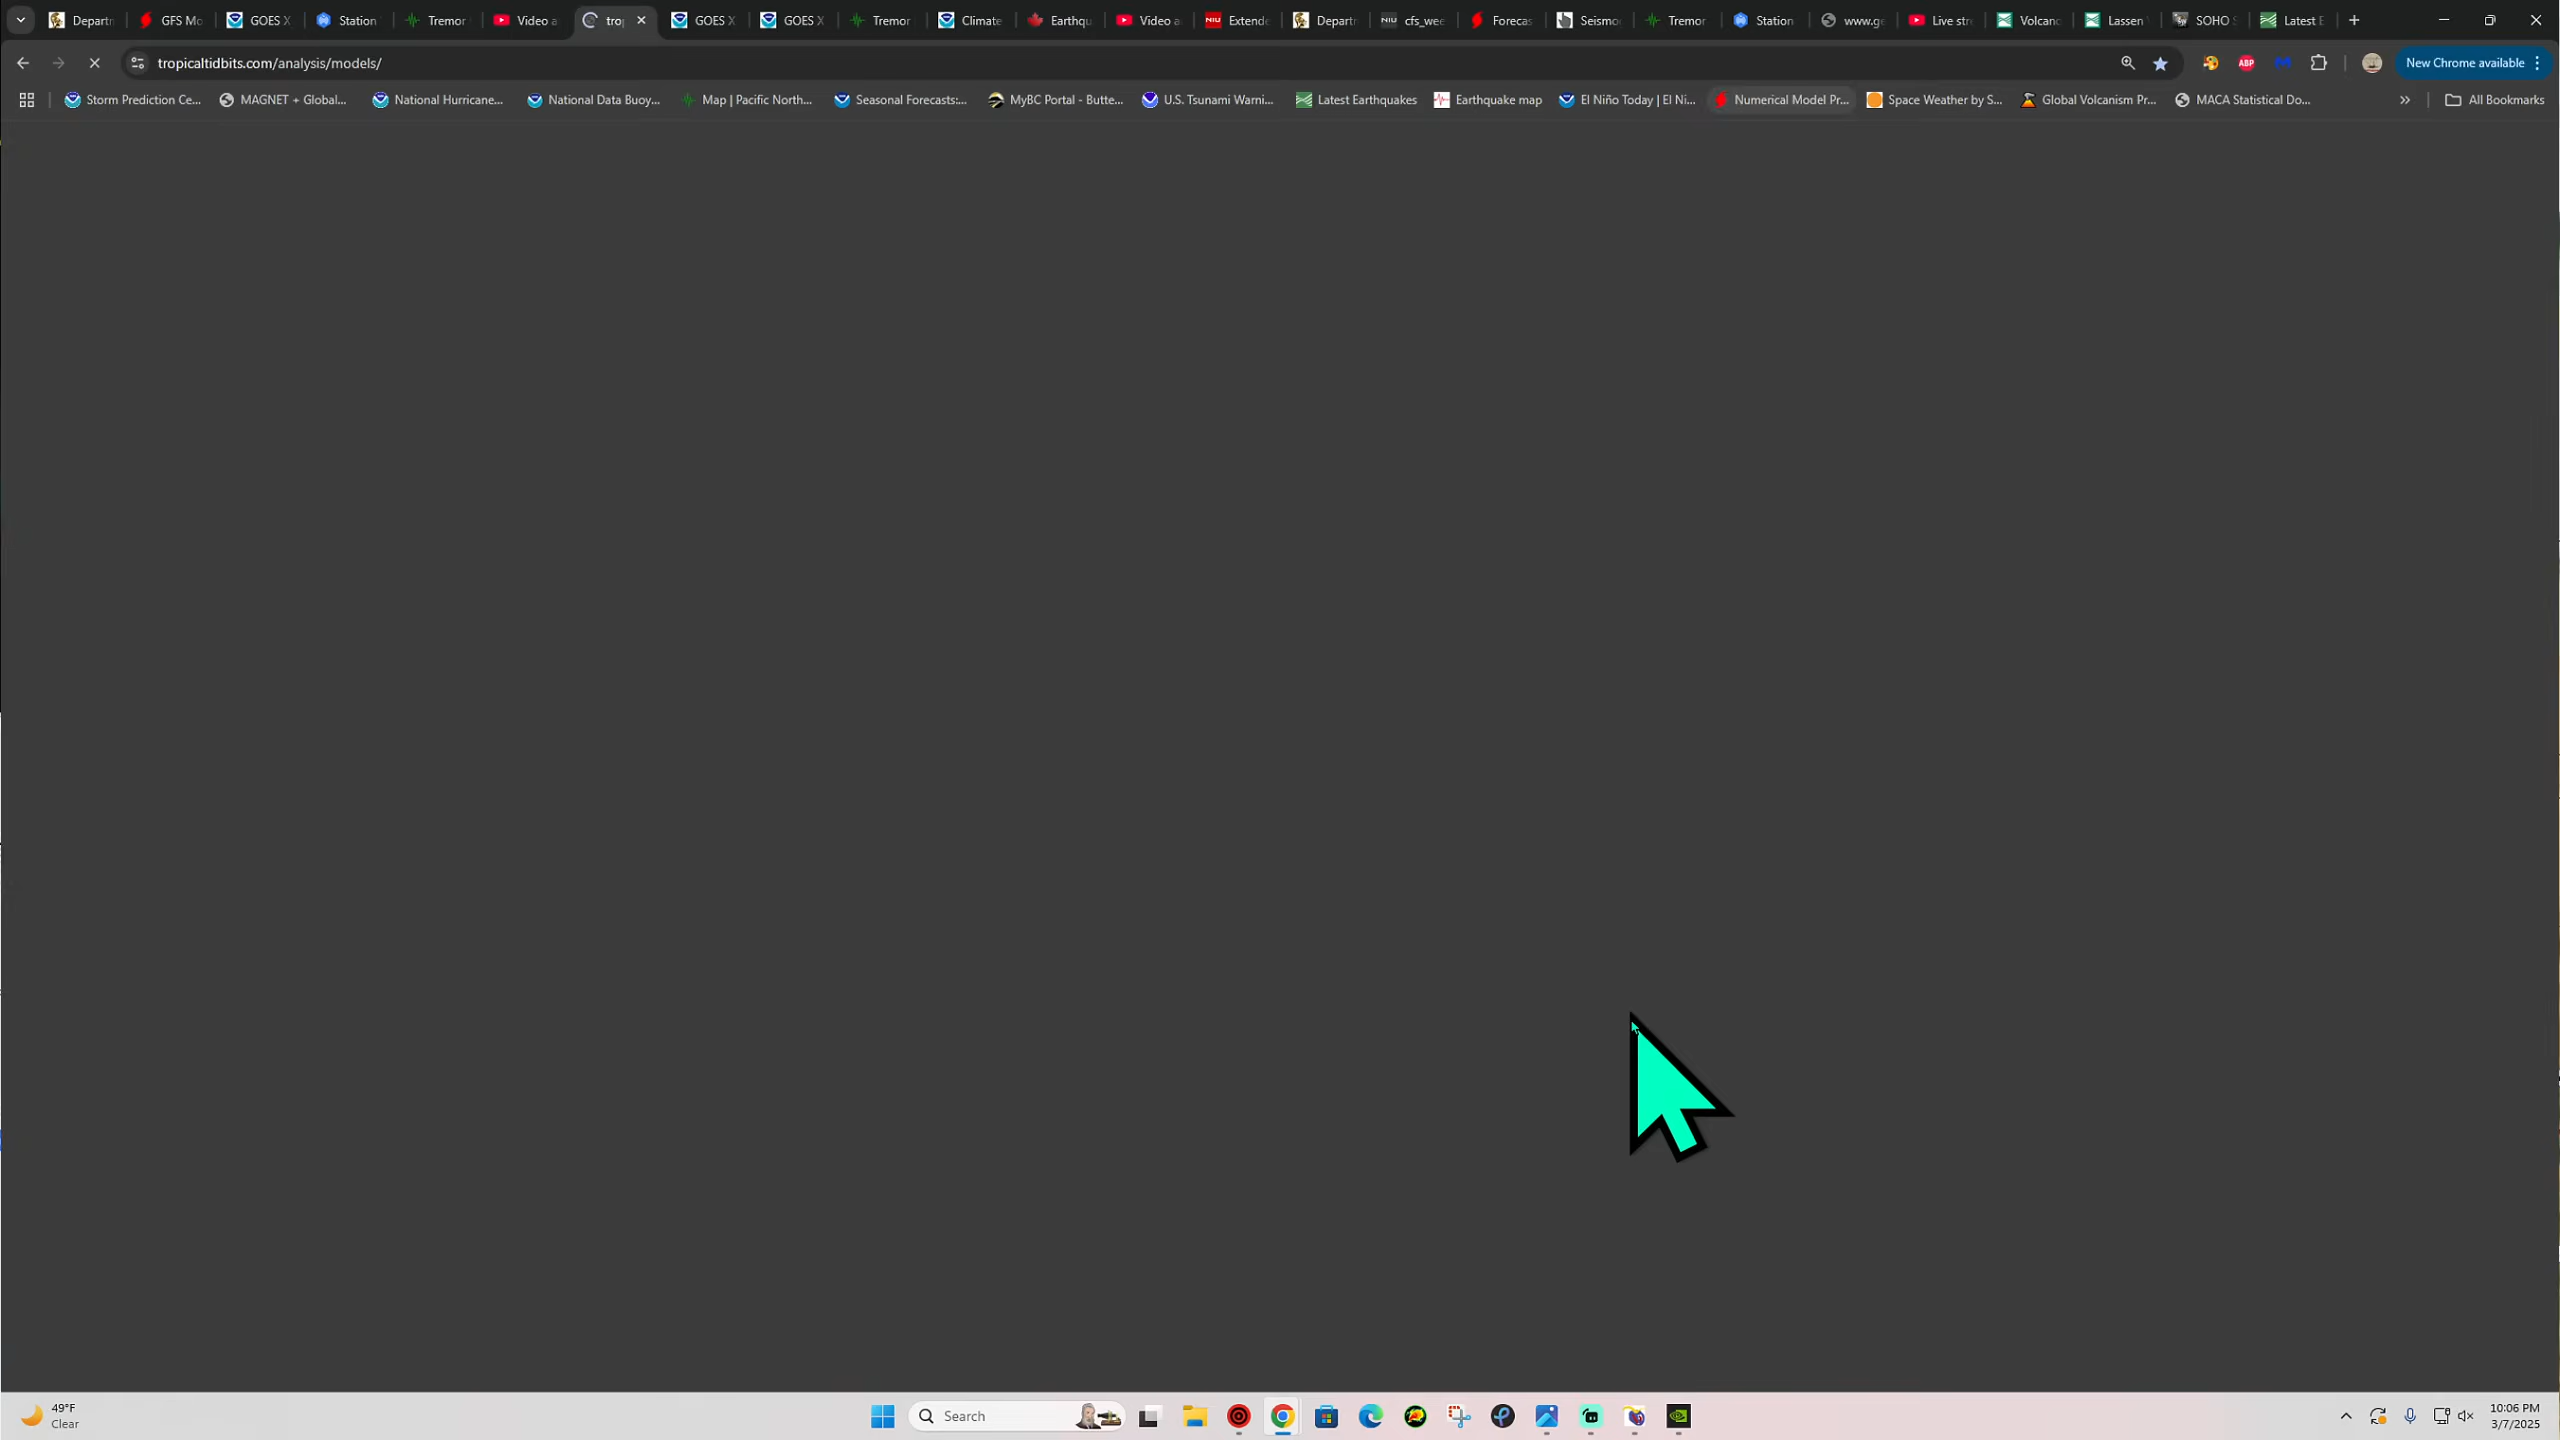 Departn
GFS Mo
GOES X
Station
Tremor
Video a
trop
GOES X
GOES X
Tremor
Climate
Earthqu
Video a
Extende
Departn
cfs_wee
Forecas
Seismo
Tremor
Station
www.ge
Live stre
Volcano
Lassen
SOHO S
Latest E
tropicaltidbits.com/analysis/models/
ABP
New Chrome available
Storm Prediction Ce...
MAGNET + Global...
National Hurricane...
National Data Buoy...
Map | Pacific North...
Seasonal Forecasts:...
MyBC Portal - Butte...
U.S. Tsunami Warni...
Latest Earthquakes
Earthquake map
El Niño Today | El Ni...
Numerical Model Pr...
Space Weather by S...
Global Volcanism Pr...
MACA Statistical Do...
All Bookmarks
49°F
Clear
Search
10:06 PM
3/7/2025